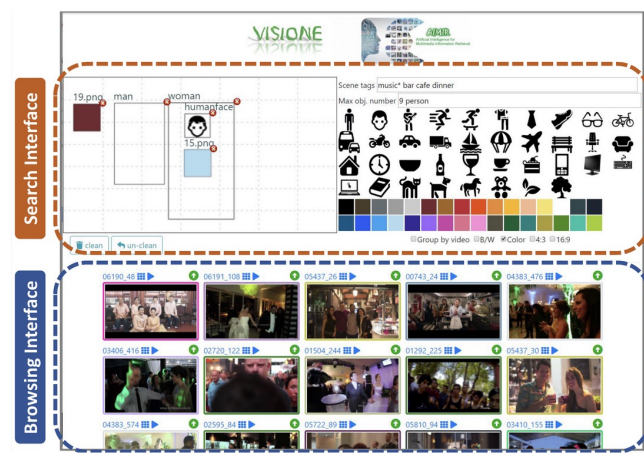 VISIONE
AIMIR
Artificial Intelligence for
Multimedia Information Retrieval
Search Interface
19.png
man
woman
humanface
15.png
Scene tags music* bar cafe dinner
Max obj. number 9 person
clean
un-clean
Group by video B/W Color 4:3 16:9
Browsing Interface
06190_48 06191_108 05437_26 00743_24 04383_476
03406_416 02720_122 01504_244 01292_225 05437_30
04383_574 02595_84 05722_89 05810_94 03410_155